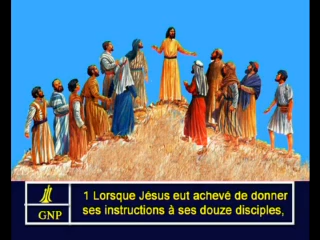 1 Lorsque Jésus eut achevé de donner
ses instructions à ses douze disciples,
GNP